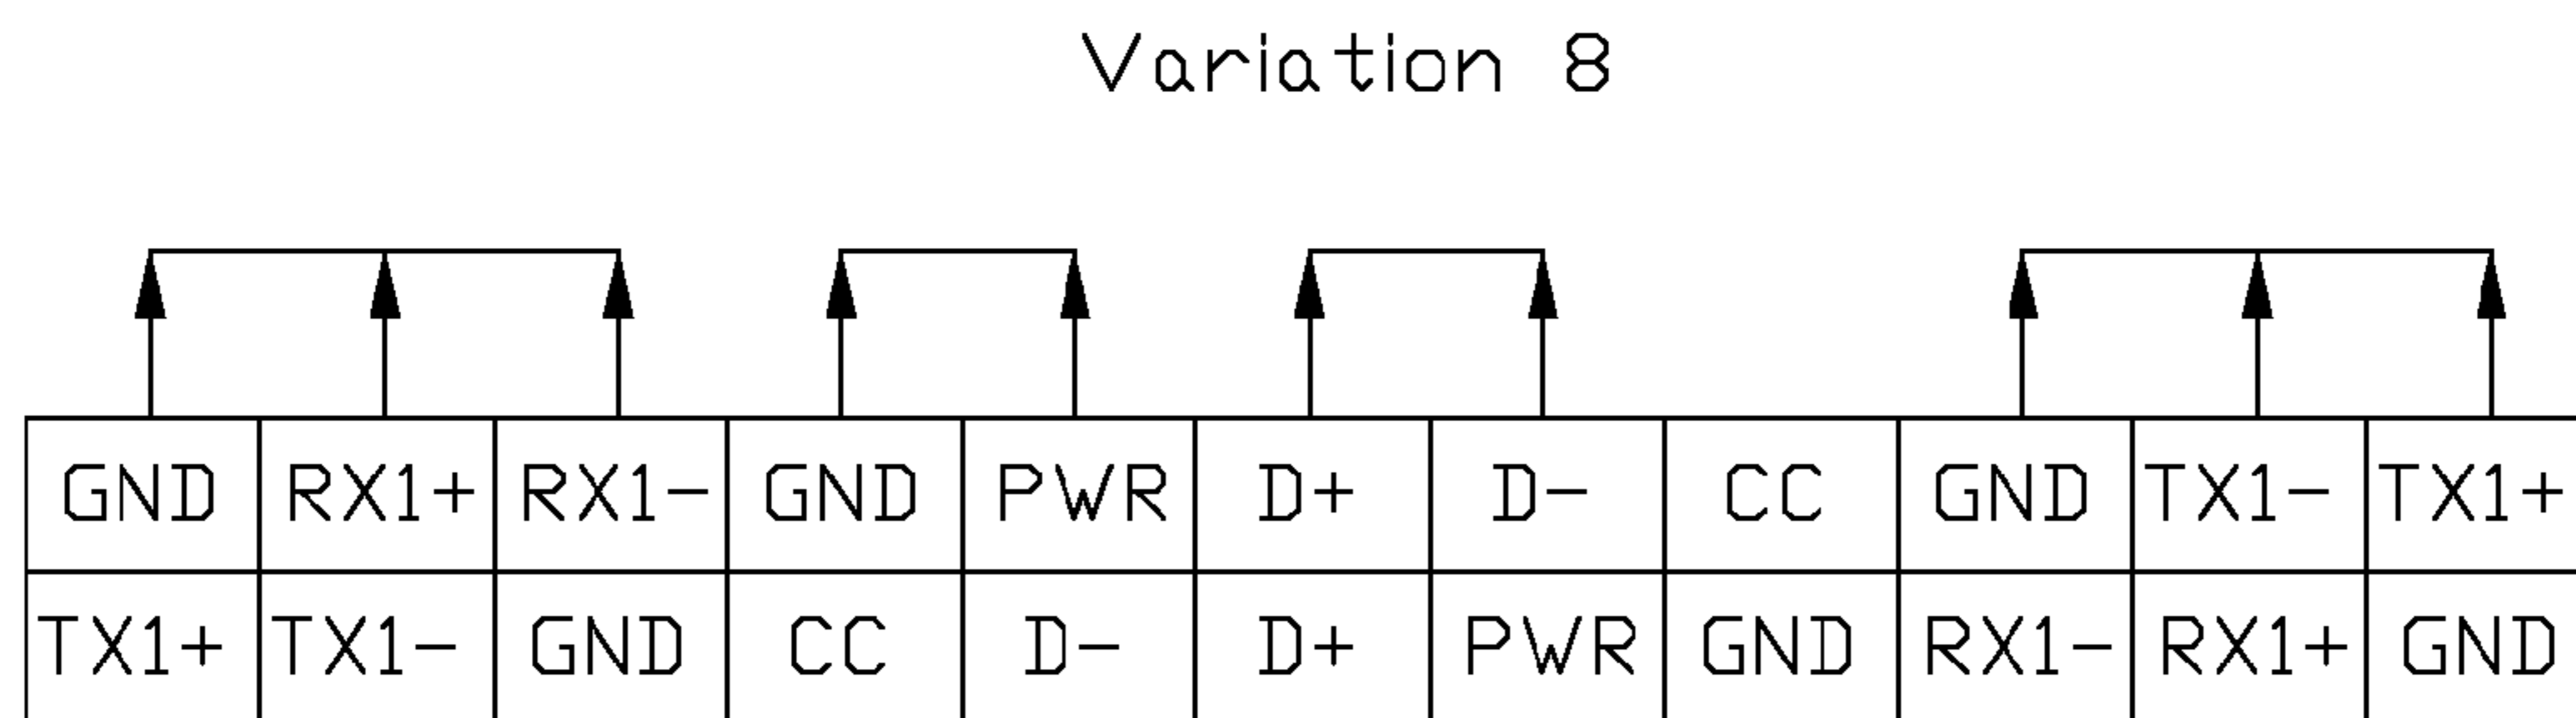 Variation 8
GND RX1+ RX1- GND PWR D+ D- CC GND TX1- TX1+
TX1+ TX1- GND CC D- D+ PWR GND RX1- RX1+ GND